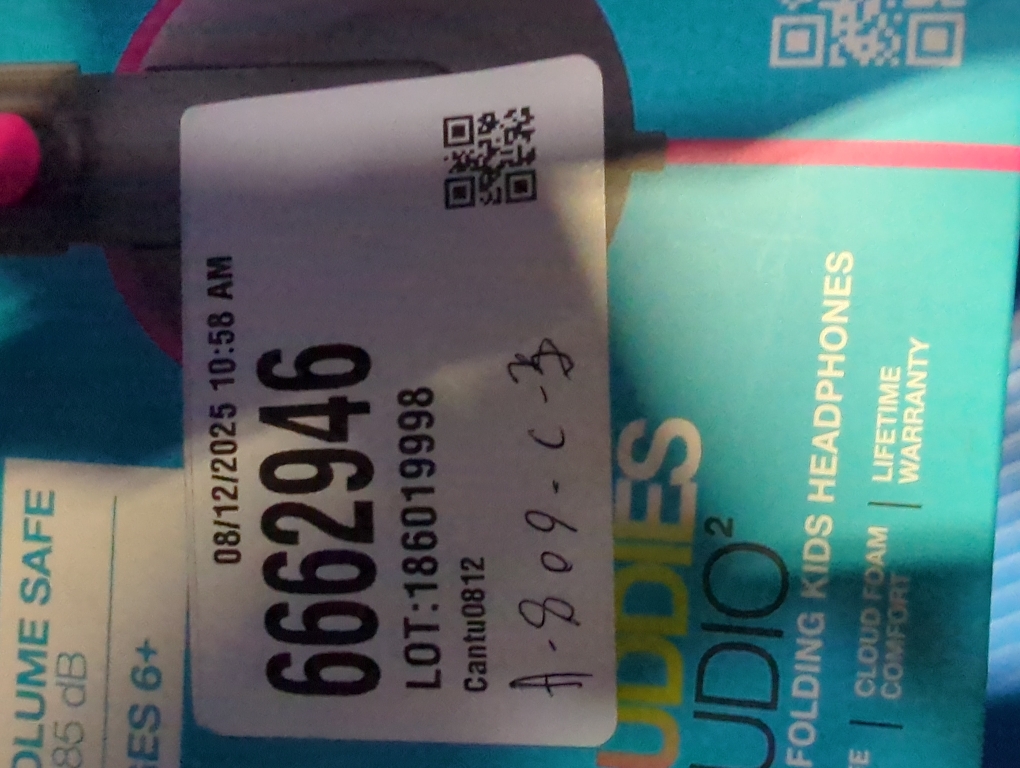 08/12/2025 10:58 AM
6662946
LOT:186019998
Cantu0812
A-809-C-3
UDDIES
UDIO²
FOLDING KIDS HEADPHONES
CLOUD FOAM COMFORT | LIFETIME WARRANTY
OLUME SAFE
85 dB
GES 6+